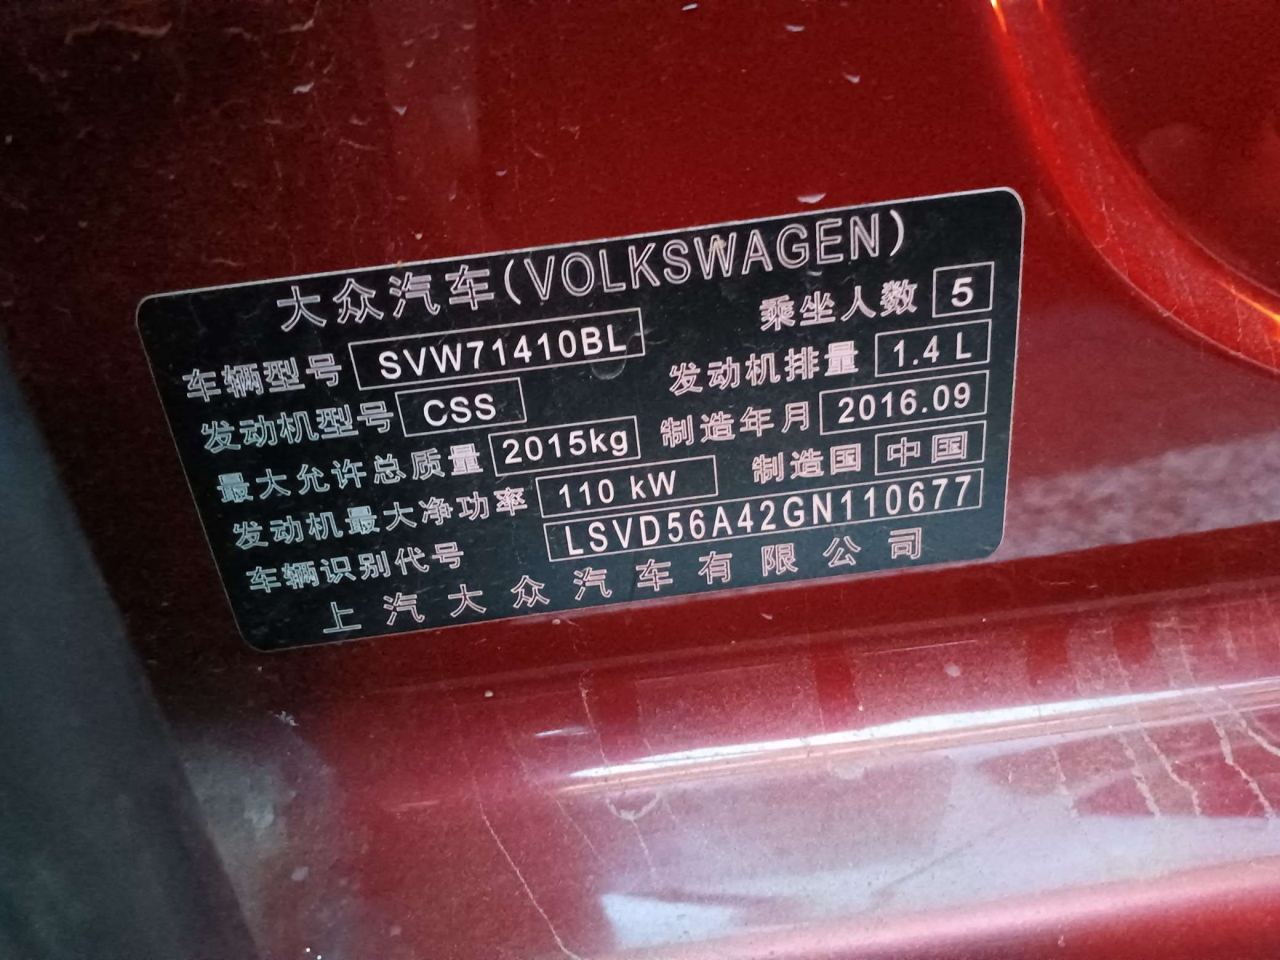 大众汽车(VOLKSWAGEN)
车辆型号 SVW71410BL 乘坐人数 5
发动机型号 CSS 发动机排量 1.4 L
最大允许总质量 2015kg 制造年月 2016.09
发动机最大净功率 110 kW 制造国 中国
车辆识别代号 LSVD56A42GN110677
上汽大众汽车有限公司